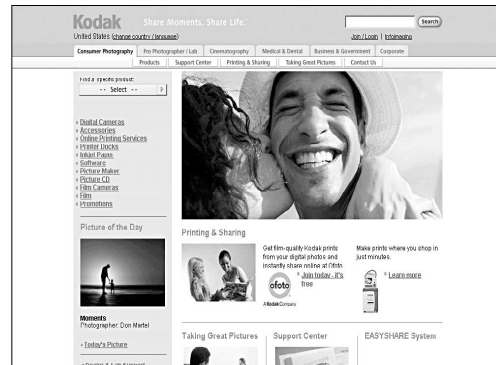 Kodak Share Moments. Share Life.™ Search
United States (change country / language) Join / Login | Infoimaging
Consumer Photography Pro Photographer / Lab Cinematography Medical & Dental Business & Government Corporate
Products Support Center Printing & Sharing Taking Great Pictures Contact Us
Find a specific product:
-- Select --
» Digital Cameras
» Accessories
» Online Printing Services
» Printer Docks
» Inkjet Paper
» Software
» Picture Maker
» Picture CD
» Film Cameras
» Film
» Promotions
Picture of the Day
Moments
Photographer: Don Martel
» Today's Picture
» Dealer & Lab Support
Printing & Sharing
Get film-quality Kodak prints
from your digital photos and
instantly share online at Ofoto
ofoto
A Kodak Company
» Join today - it's
free
Make prints where you shop in
just minutes.
» Learn more
Taking Great Pictures Support Center EASYSHARE System